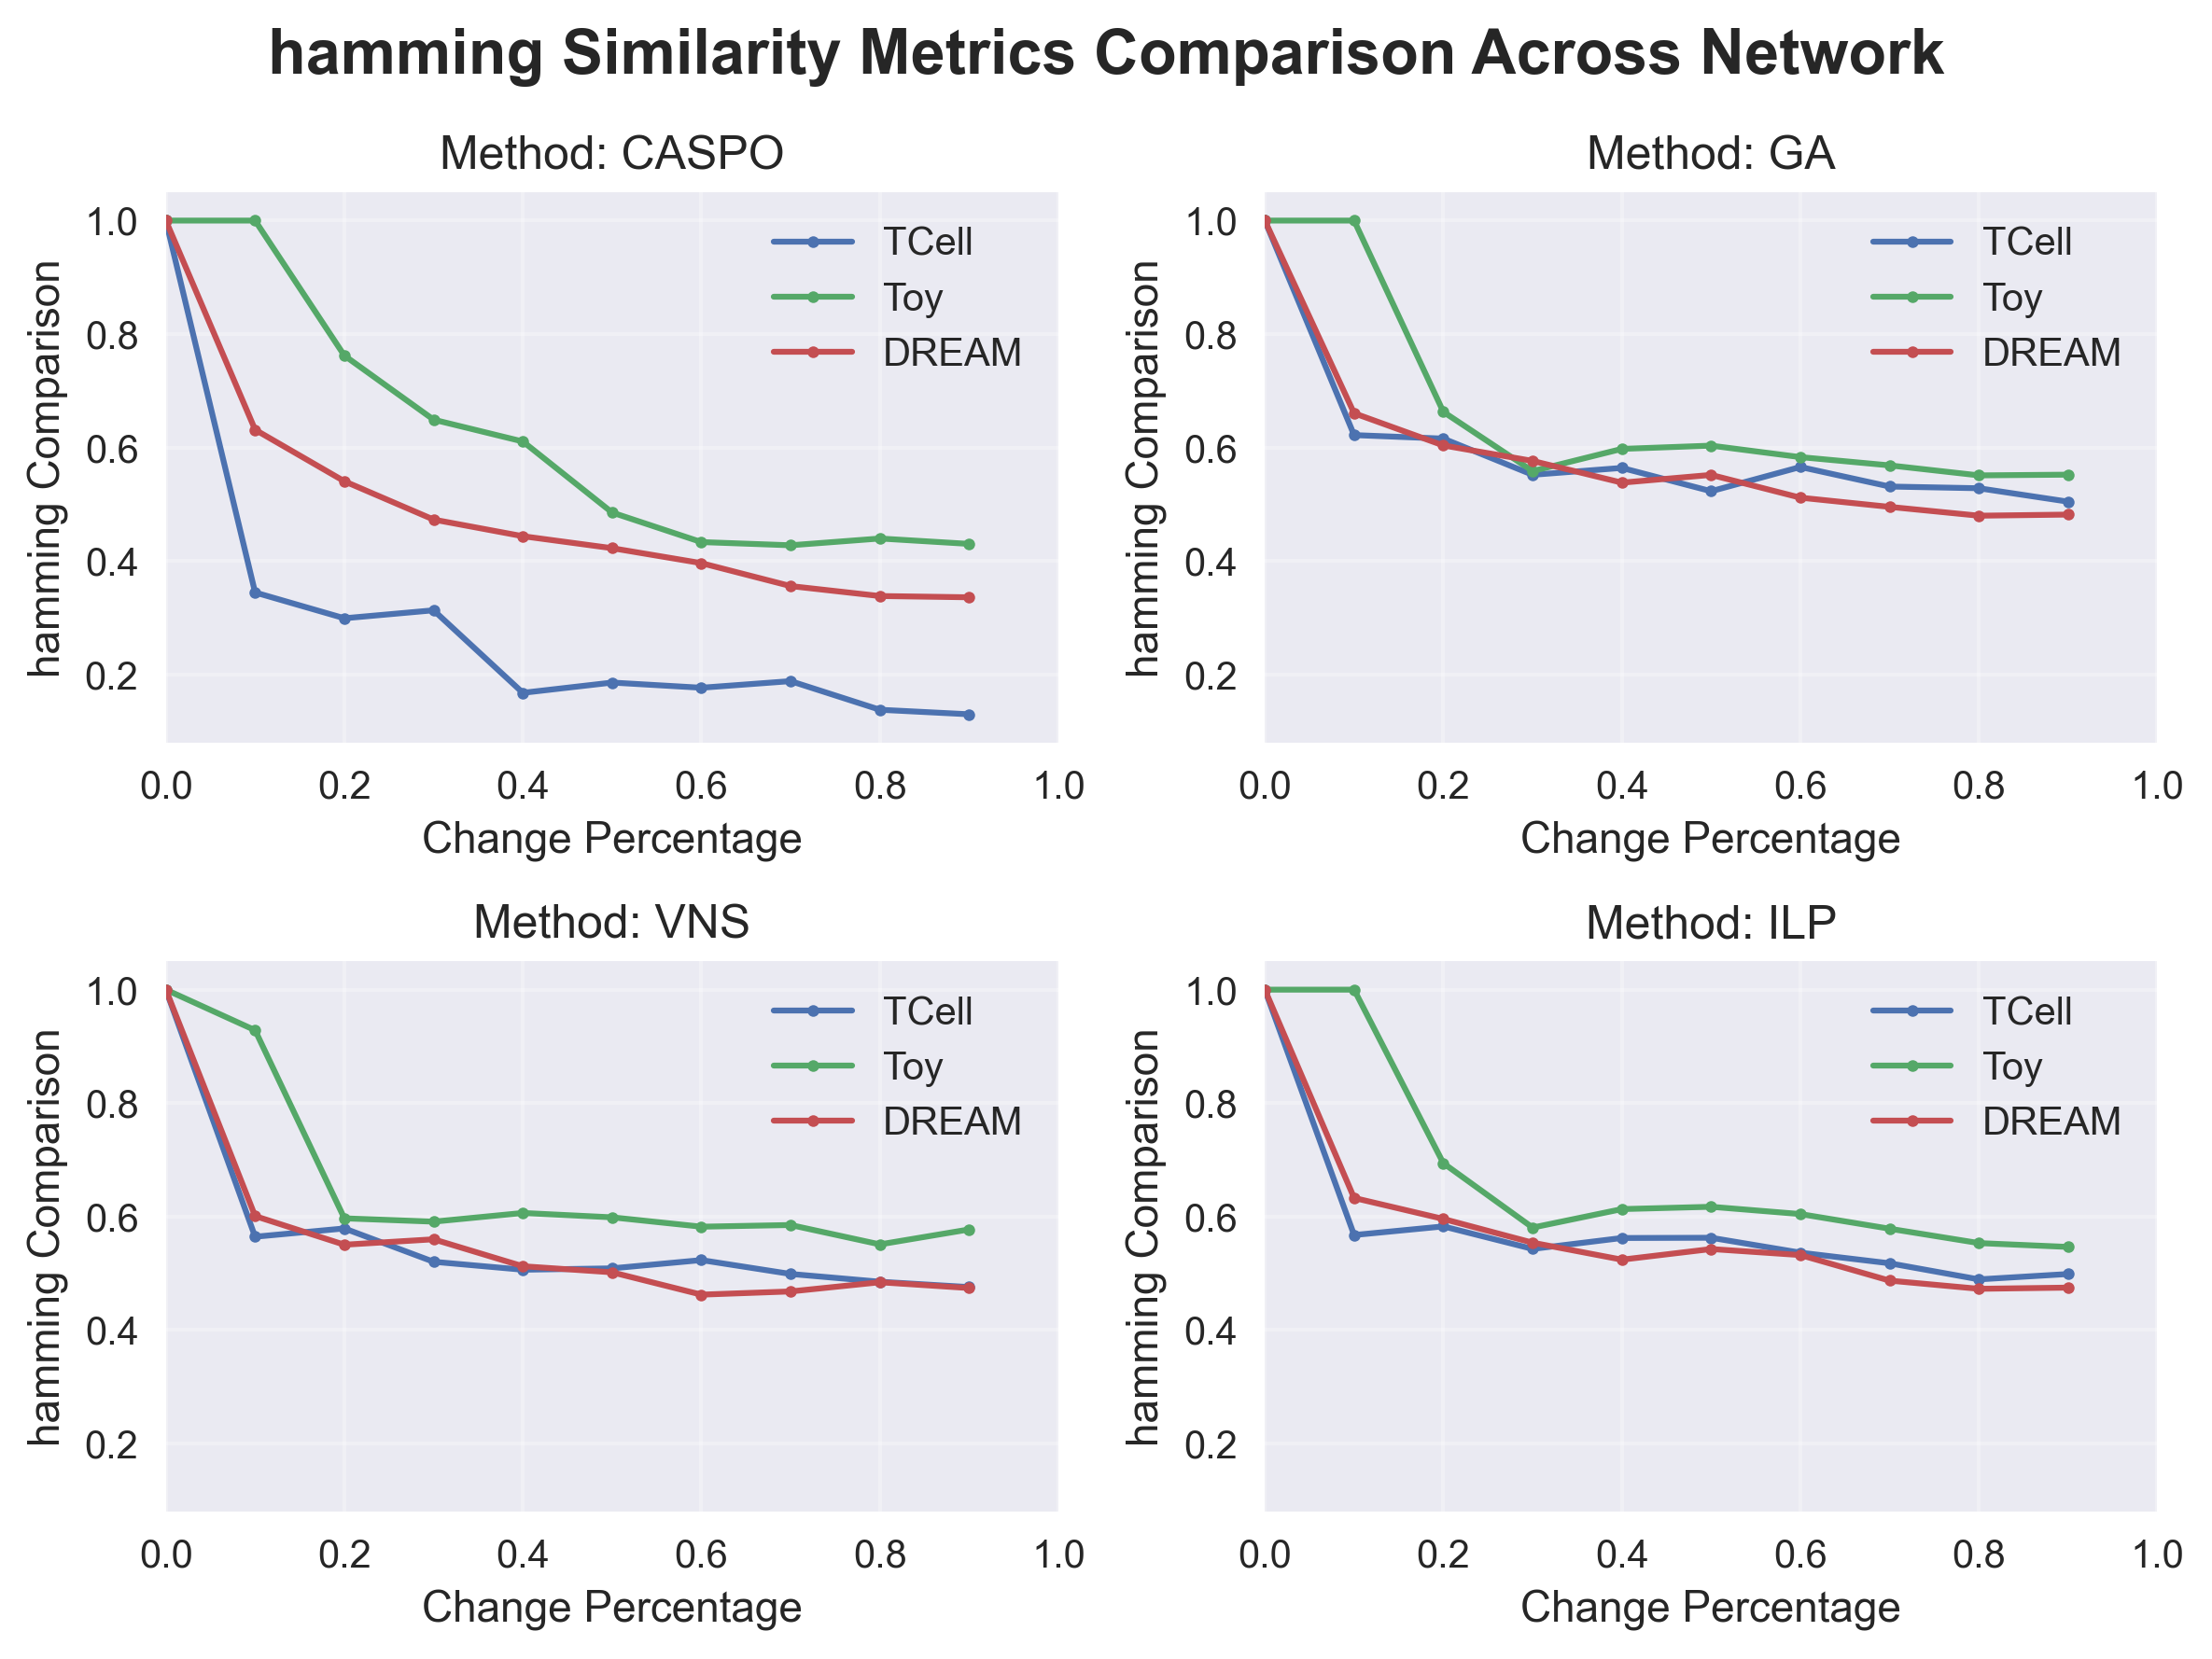 hamming Similarity Metrics Comparison Across Network
Method: CASPO
hamming Comparison
1.0
0.8
0.6
0.4
0.2
TCell
Toy
DREAM
0.0 0.2 0.4 0.6 0.8 1.0
Change Percentage
Method: GA
hamming Comparison
1.0
0.8
0.6
0.4
0.2
TCell
Toy
DREAM
0.0 0.2 0.4 0.6 0.8 1.0
Change Percentage
Method: VNS
hamming Comparison
1.0
0.8
0.6
0.4
0.2
TCell
Toy
DREAM
0.0 0.2 0.4 0.6 0.8 1.0
Change Percentage
Method: ILP
hamming Comparison
1.0
0.8
0.6
0.4
0.2
TCell
Toy
DREAM
0.0 0.2 0.4 0.6 0.8 1.0
Change Percentage